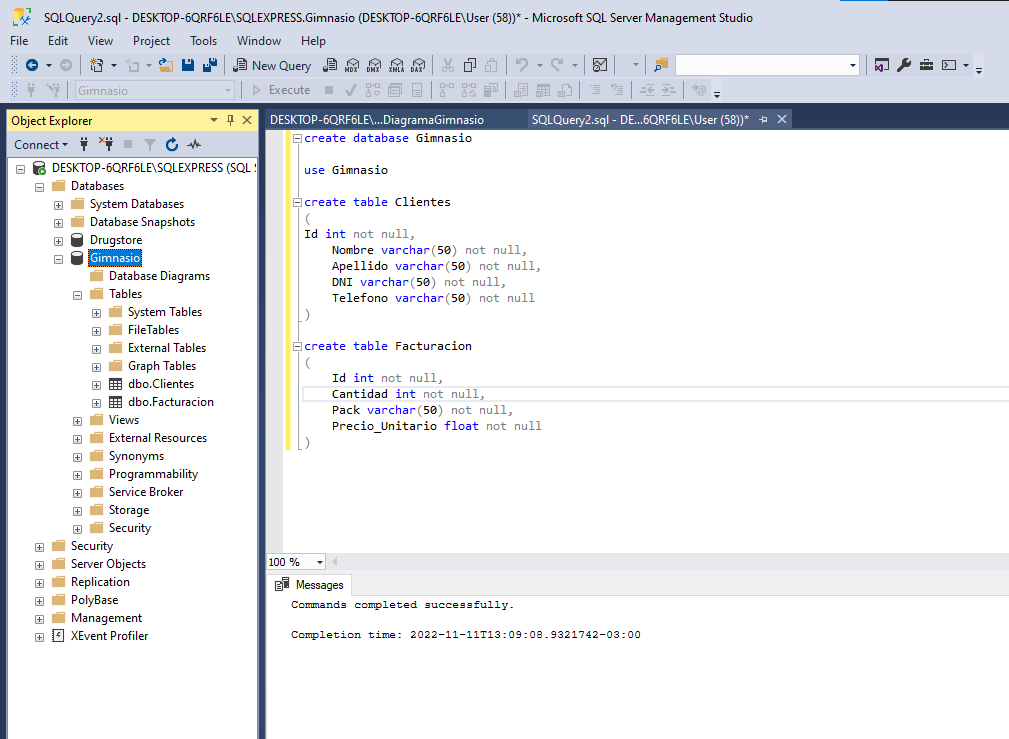 SQLQuery2.sql - DESKTOP-6QRF6LE\SQLEXPRESS.Gimnasio (DESKTOP-6QRF6LE\User (58))* - Microsoft SQL Server Management Studio
File Edit View Project Tools Window Help
New Query MDX DMX XMLA DAX
Gimnasio Execute
Object Explorer
Connect
DESKTOP-6QRF6LE\SQLEXPRESS (SQL
Databases
System Databases
Database Snapshots
Drugstore
Gimnasio
Database Diagrams
Tables
System Tables
FileTables
External Tables
Graph Tables
dbo.Clientes
dbo.Facturacion
Views
External Resources
Synonyms
Programmability
Service Broker
Storage
Security
Security
Server Objects
Replication
PolyBase
Management
XEvent Profiler
DESKTOP-6QRF6LE\...DiagramaGimnasio SQLQuery2.sql - DE...6QRF6LE\User (58))*
create database Gimnasio
use Gimnasio
create table Clientes
(
Id int not null,
Nombre varchar(50) not null,
Apellido varchar(50) not null,
DNI varchar(50) not null,
Telefono varchar(50) not null
)
create table Facturacion
(
Id int not null,
Cantidad int not null,
Pack varchar(50) not null,
Precio_Unitario float not null
)
100 %
Messages
Commands completed successfully.
Completion time: 2022-11-11T13:09:08.9321742-03:00